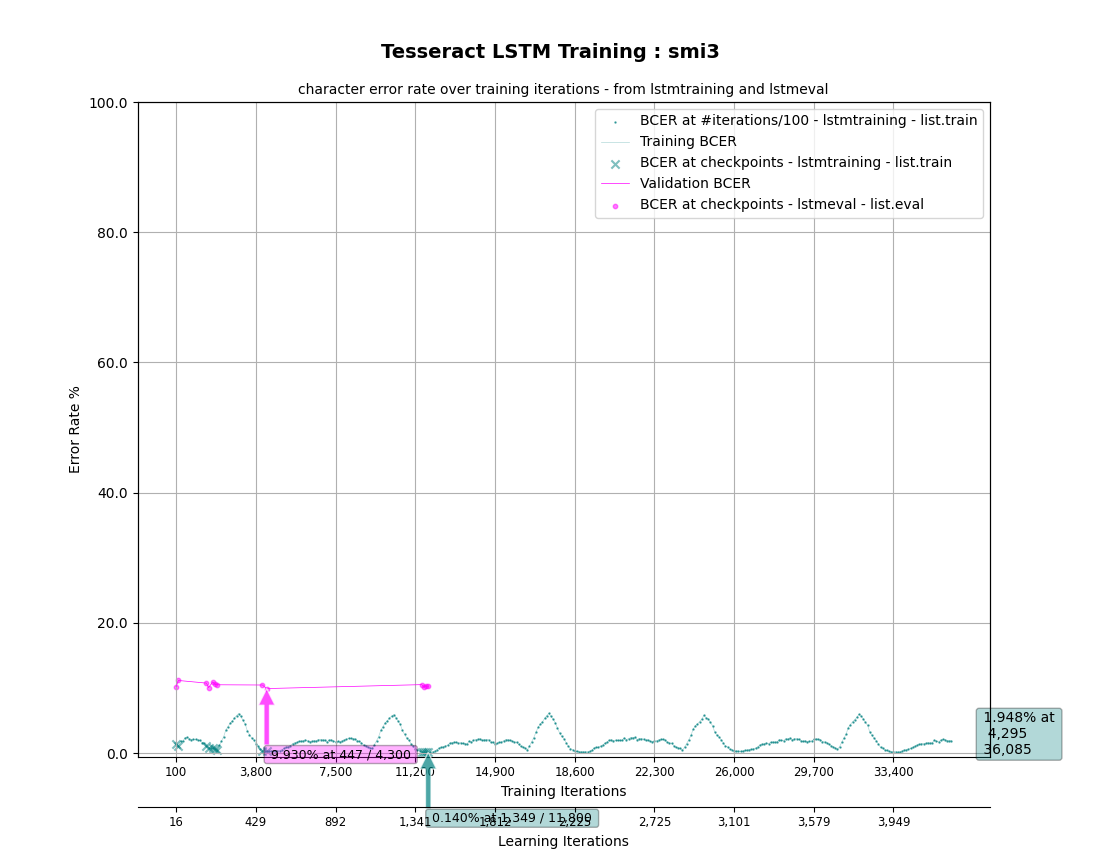 Tesseract LSTM Training : smi3
character error rate over training iterations - from lstmtraining and lstmeval
100.0
80.0
60.0
40.0
20.0
0.0
Error Rate %
BCER at #iterations/100 - lstmtraining - list.train
Training BCER
BCER at checkpoints - lstmtraining - list.train
Validation BCER
BCER at checkpoints - lstmeval - list.eval
1.948% at
4,295
36,085
9.930% at 447 / 4,300
100 3,800 7,500 11,200 14,900 18,600 22,300 26,000 29,700 33,400
Training Iterations
0.140% at 1,349 / 11,800
16 429 892 1,341 1,812 2,225 2,725 3,101 3,579 3,949
Learning Iterations